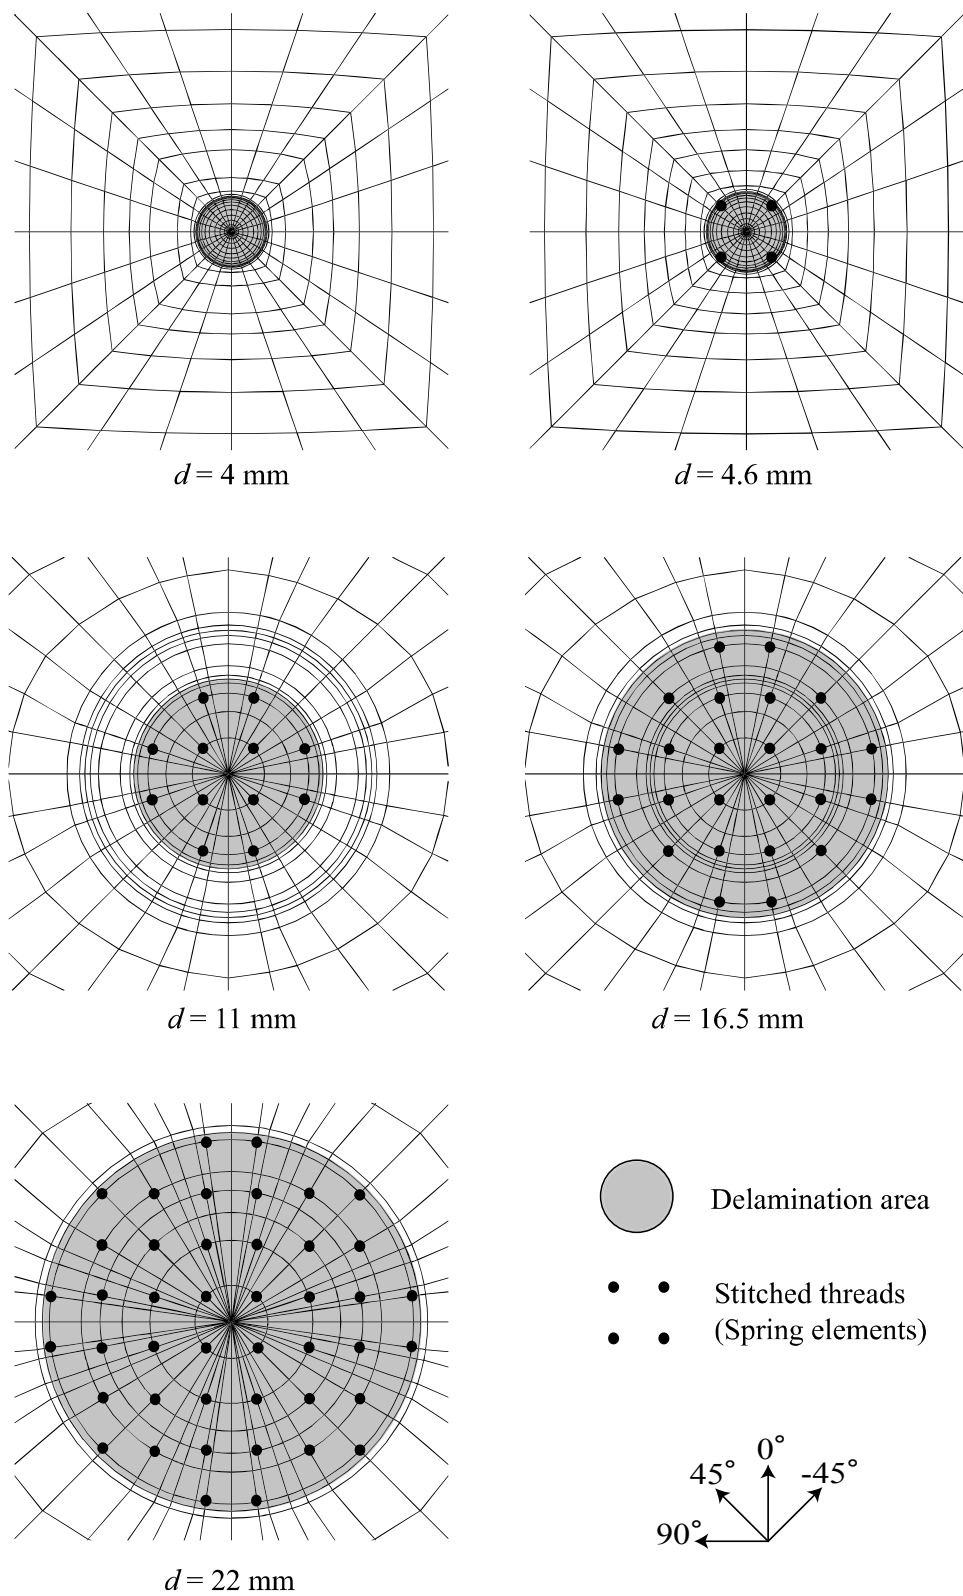 d = 4 mm
d = 4.6 mm
d = 11 mm
d = 16.5 mm
Delamination area
Stitched threads
(Spring elements)
0°
45°
-45°
90°
d = 22 mm